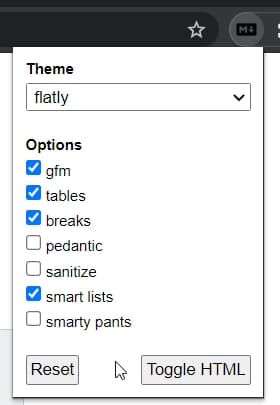 M↓
Theme
flatly
Options
gfm
tables
breaks
pedantic
sanitize
smart lists
smarty pants
Reset Toggle HTML